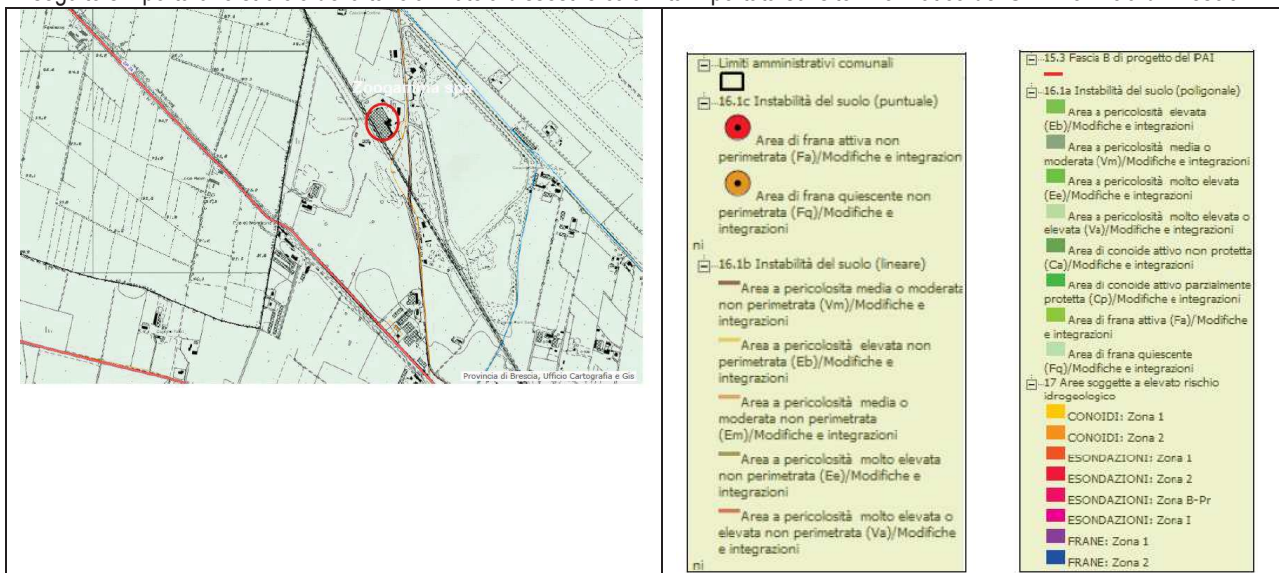 Zoogamma spa
Provincia di Brescia, Ufficio Cartografia e Gis
Limiti amministrativi comunali
16.1c Instabilità del suolo (puntuale)
Area di frana attiva non
perimetrata (Fa)/Modifiche e integrazion
Area di frana quiescente non
perimetrata (Fq)/Modifiche e
integrazioni
ni
16.1b Instabilità del suolo (lineare)
Area a pericolosita media o moderata
non perimetrata (Vm)/Modifiche e
integrazioni
Area a pericolosità elevata non
perimetrata (Eb)/Modifiche e
integrazioni
Area a pericolosità media o
moderata non perimetrata
(Em)/Modifiche e integrazioni
Area a pericolosità molto elevata
non perimetrata (Ee)/Modifiche e
integrazioni
Area a pericolosità molto elevata o
elevata non perimetrata (Va)/Modifiche
e integrazioni
ni
15.3 Fascia B di progetto del PAI
16.1a Instabilità del suolo (poligonale)
Area a pericolosità elevata
(Eb)/Modifiche e integrazioni
Area a pericolosità media o
moderata (Vm)/Modifiche e integrazioni
Area a pericolosità molto elevata
(Ee)/Modifiche e integrazioni
Area a pericolosità molto elevata o
elevata (Va)/Modifiche e integrazioni
Area di conoide attivo non protetta
(Ca)/Modifiche e integrazioni
Area di conoide attivo parzialmente
protetta (Cp)/Modifiche e integrazioni
Area di frana attiva (Fa)/Modifiche
e integrazioni
Area di frana quiescente
(Fq)/Modifiche e integrazioni
17 Aree soggette a elevato rischio
idrogeologico
CONOIDI: Zona 1
CONOIDI: Zona 2
ESONDAZIONI: Zona 1
ESONDAZIONI: Zona 2
ESONDAZIONI: Zona B-Pr
ESONDAZIONI: Zona I
FRANE: Zona 1
FRANE: Zona 2